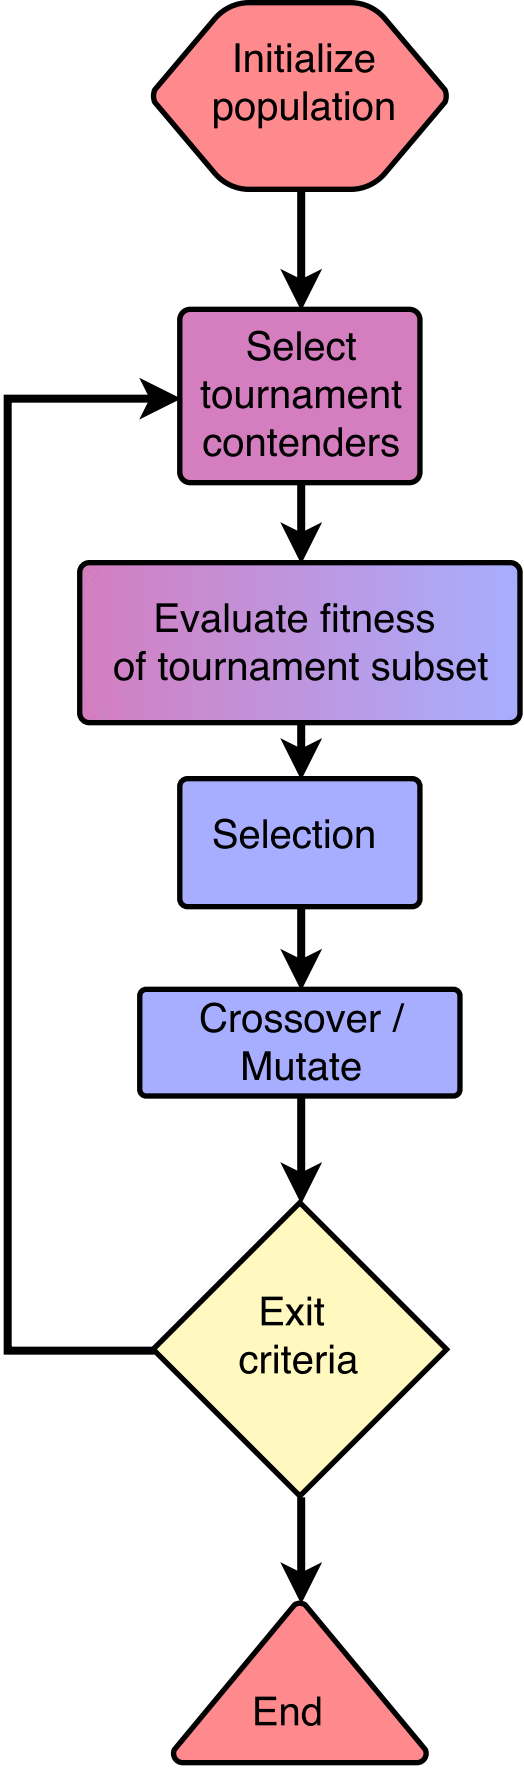 Initialize
population
Select
tournament
contenders
Evaluate fitness
of tournament subset
Selection
Crossover /
Mutate
Exit
criteria
End